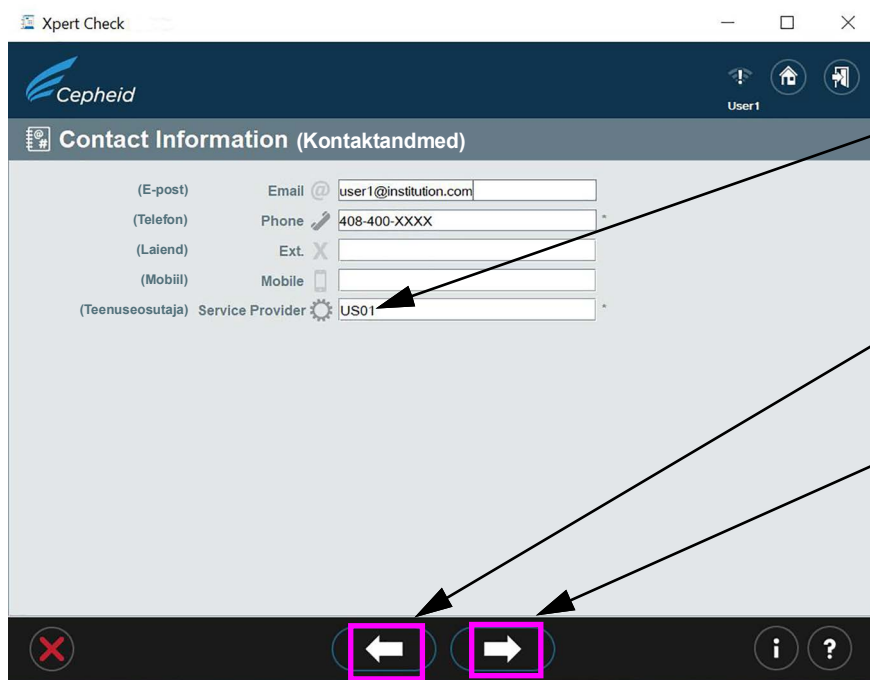 Xpert Check
Cepheid
User1
Contact Information (Kontaktandmed)
(E-post) Email @ user1@institution.com
(Telefon) Phone 408-400-XXXX *
(Laiend) Ext. X
(Mobiil) Mobile
(Teenuseosutaja) Service Provider US01 *
i ?